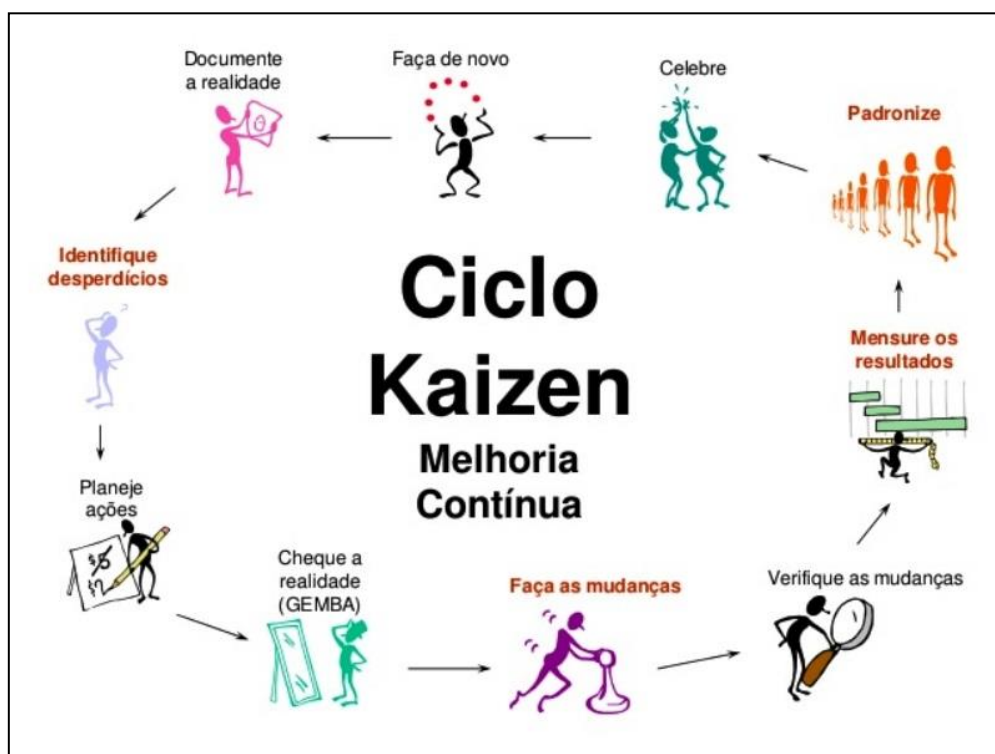 Documente
a realidade
Faça de novo
Celebre
Padronize
Identifique
desperdícios
Ciclo
Kaizen
Melhoria
Contínua
Mensure os
resultados
Planeje
ações
Cheque a
realidade
(GEMBA)
Faça as mudanças
Verifique as mudanças